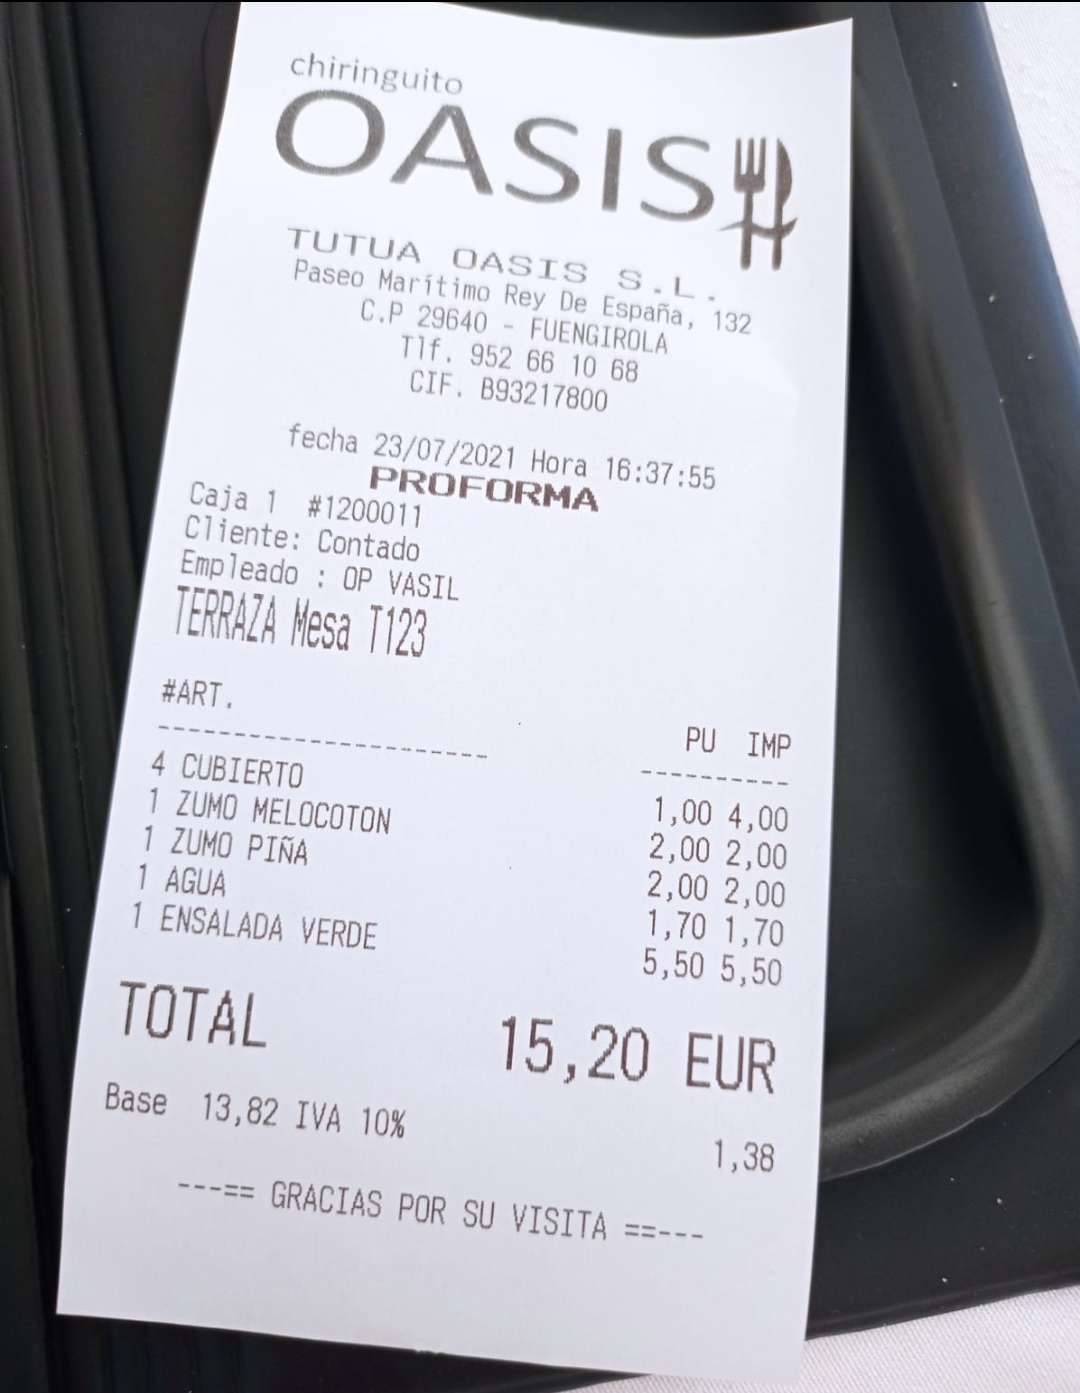 chiringuito
OASIS
TUTUA OASIS S.L.
Paseo Marítimo Rey De España, 132
C.P 29640 - FUENGIROLA
Tlf. 952 66 10 68
CIF. B93217800
fecha 23/07/2021 Hora 16:37:55
PROFORMA
Caja 1 #1200011
Cliente: Contado
Empleado : OP VASIL
TERRAZA Mesa T123
#ART. PU IMP
---------------------- ----------
4 CUBIERTO 1,00 4,00
1 ZUMO MELOCOTON 2,00 2,00
1 ZUMO PIÑA 2,00 2,00
1 AGUA 1,70 1,70
1 ENSALADA VERDE 5,50 5,50
TOTAL 15,20 EUR
Base 13,82 IVA 10% 1,38
---== GRACIAS POR SU VISITA ==---